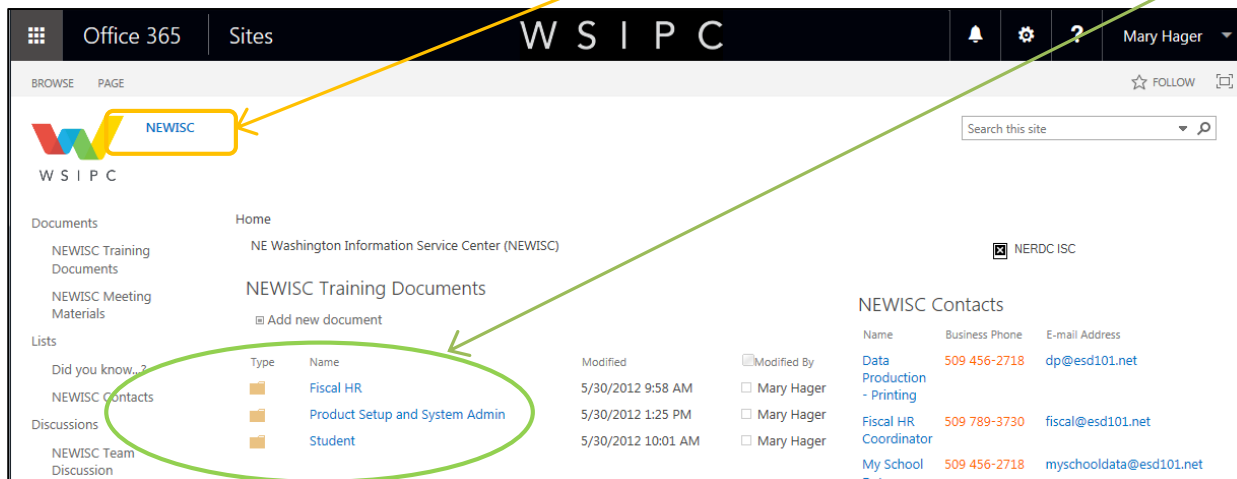 Office 365 Sites WSIPC ? Mary Hager
BROWSE PAGE FOLLOW
NEWISC
Search this site
WSIPC
Documents
NEWISC Training
Documents
NEWISC Meeting
Materials
Lists
Did you know...?
NEWISC Contacts
Discussions
NEWISC Team
Discussion
Home
NE Washington Information Service Center (NEWISC)
NERDC ISC
NEWISC Training Documents
Add new document
Type Name Modified Modified By
Fiscal HR 5/30/2012 9:58 AM Mary Hager
Product Setup and System Admin 5/30/2012 1:25 PM Mary Hager
Student 5/30/2012 10:01 AM Mary Hager
NEWISC Contacts
Name Business Phone E-mail Address
Data 509 456-2718 dp@esd101.net
Production
- Printing
Fiscal HR 509 789-3730 fiscal@esd101.net
Coordinator
My School 509 456-2718 myschooldata@esd101.net